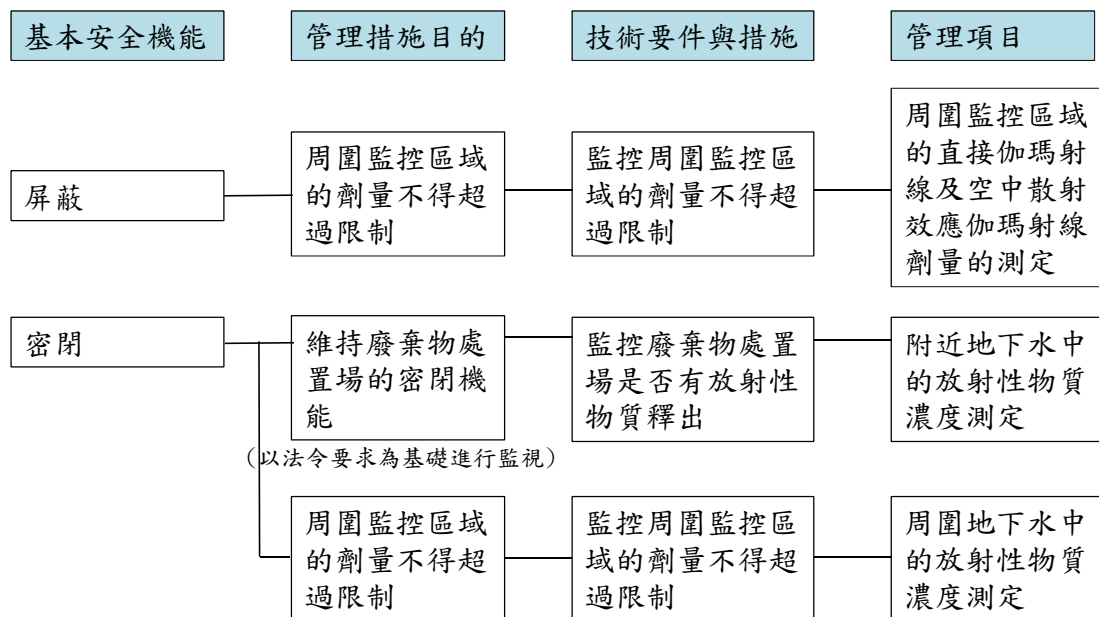 基本安全機能
管理措施目的
技術要件與措施
管理項目
屏蔽
周圍監控區域
的劑量不得超
過限制
監控周圍監控區
域的劑量不得超
過限制
周圍監控區域
的直接伽瑪射
線及空中散射
效應伽瑪射線
劑量的測定
密閉
維持廢棄物處
置場的密閉機
能
監控廢棄物處置
場是否有放射性
物質釋出
附近地下水中
的放射性物質
濃度測定
（以法令要求為基礎進行監視）
周圍監控區域
的劑量不得超
過限制
監控周圍監控區
域的劑量不得超
過限制
周圍地下水中
的放射性物質
濃度測定